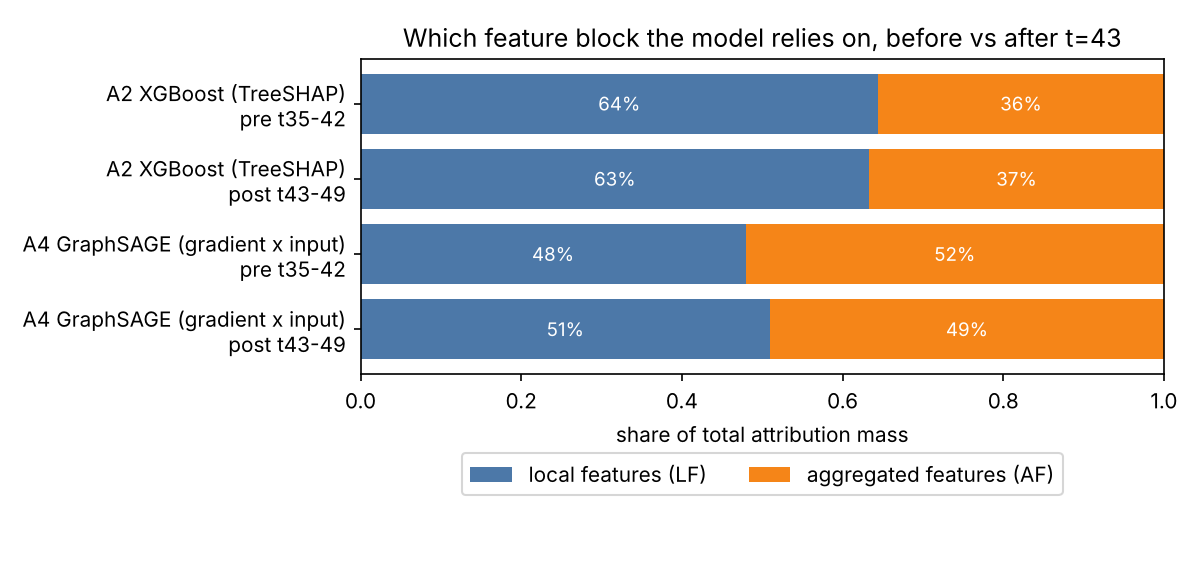 Which feature block the model relies on, before vs after t=43
A2 XGBoost (TreeSHAP)
pre t35-42
64%
36%
A2 XGBoost (TreeSHAP)
post t43-49
63%
37%
A4 GraphSAGE (gradient x input)
pre t35-42
48%
52%
A4 GraphSAGE (gradient x input)
post t43-49
51%
49%
0.0 0.2 0.4 0.6 0.8 1.0
share of total attribution mass
local features (LF) aggregated features (AF)